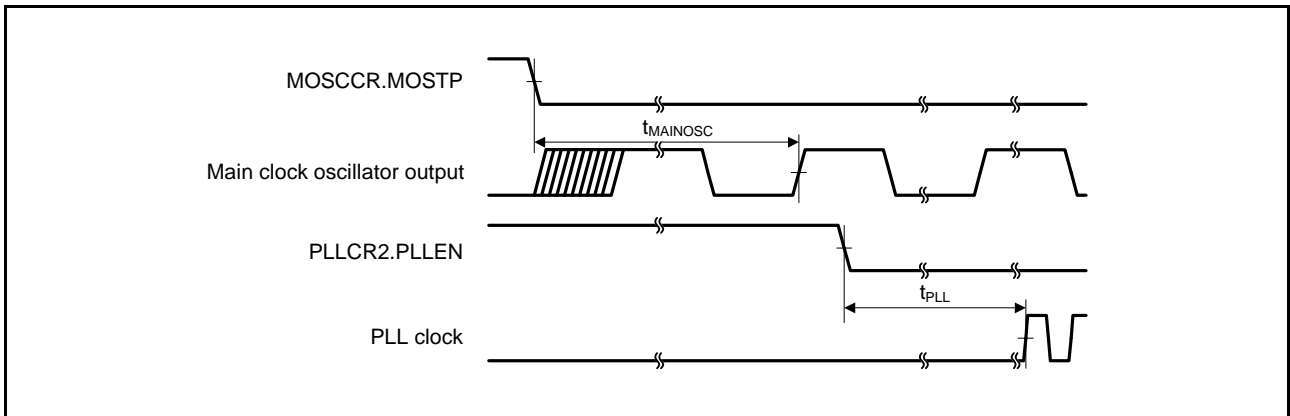 MOSCCR.MOSTP
tMAINOSC
Main clock oscillator output
PLLCR2.PLLEN
tPLL
PLL clock